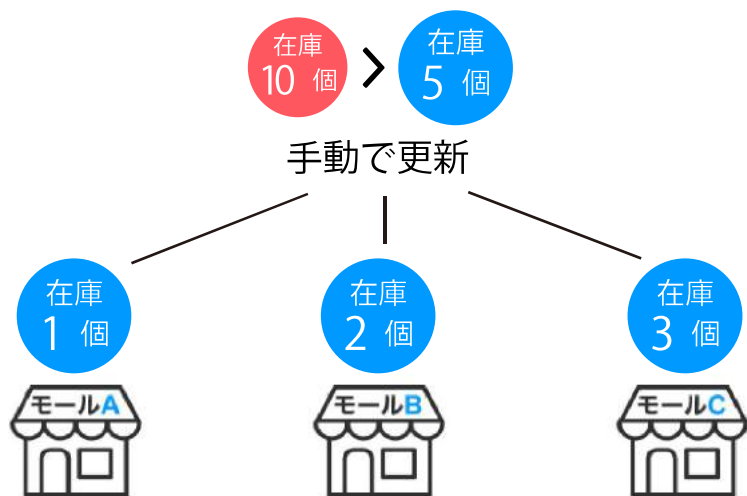 在庫
10 個
在庫
5 個
手動で更新
在庫
1 個
在庫
2 個
在庫
3 個
モールA
モールB
モールC